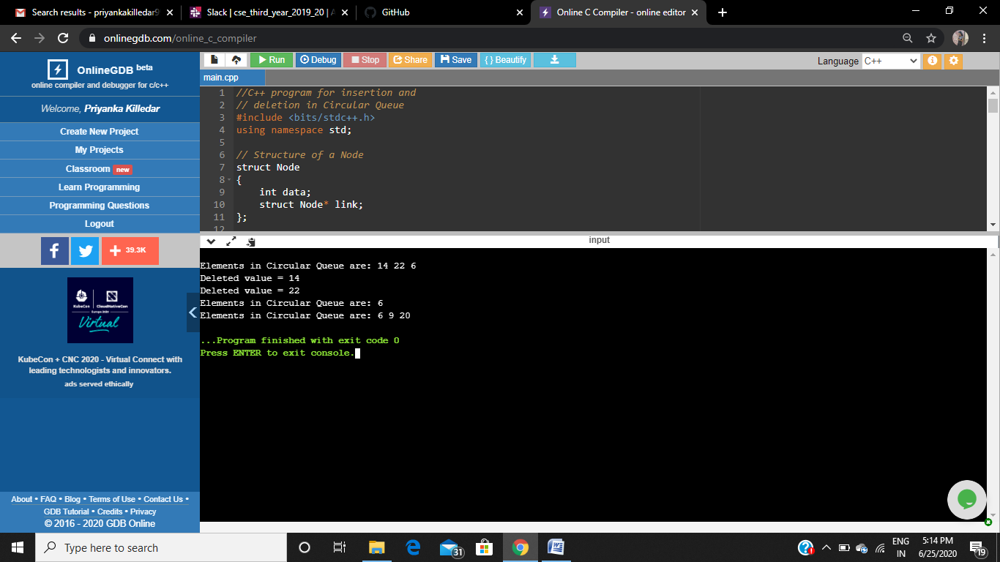 Search results - priyankakilledar9
Slack | cse_third_year_2019_20 | A
GitHub
Online C Compiler - online editor
onlinegdb.com/online_c_compiler
OnlineGDB beta
online compiler and debugger for c/c++
Welcome, Priyanka Killedar
Create New Project
My Projects
Classroom new
Learn Programming
Programming Questions
Logout
39.3K
KubeCon CloudNativeCon
Europe 2020
Virtual
KubeCon + CNC 2020 - Virtual Connect with
leading technologists and innovators.
ads served ethically
About • FAQ • Blog • Terms of Use • Contact Us •
GDB Tutorial • Credits • Privacy
© 2016 - 2020 GDB Online
Run Debug Stop Share Save { } Beautify
Language C++
main.cpp
1 //C++ program for insertion and
2 // deletion in Circular Queue
3 #include <bits/stdc++.h>
4 using namespace std;
5
6 // Structure of a Node
7 struct Node
8 {
9 int data;
10 struct Node* link;
11 };
12
input
Elements in Circular Queue are: 14 22 6
Deleted value = 14
Deleted value = 22
Elements in Circular Queue are: 6
Elements in Circular Queue are: 6 9 20
...Program finished with exit code 0
Press ENTER to exit console.
Type here to search
31
ENG
IN
5:14 PM
6/25/2020
19